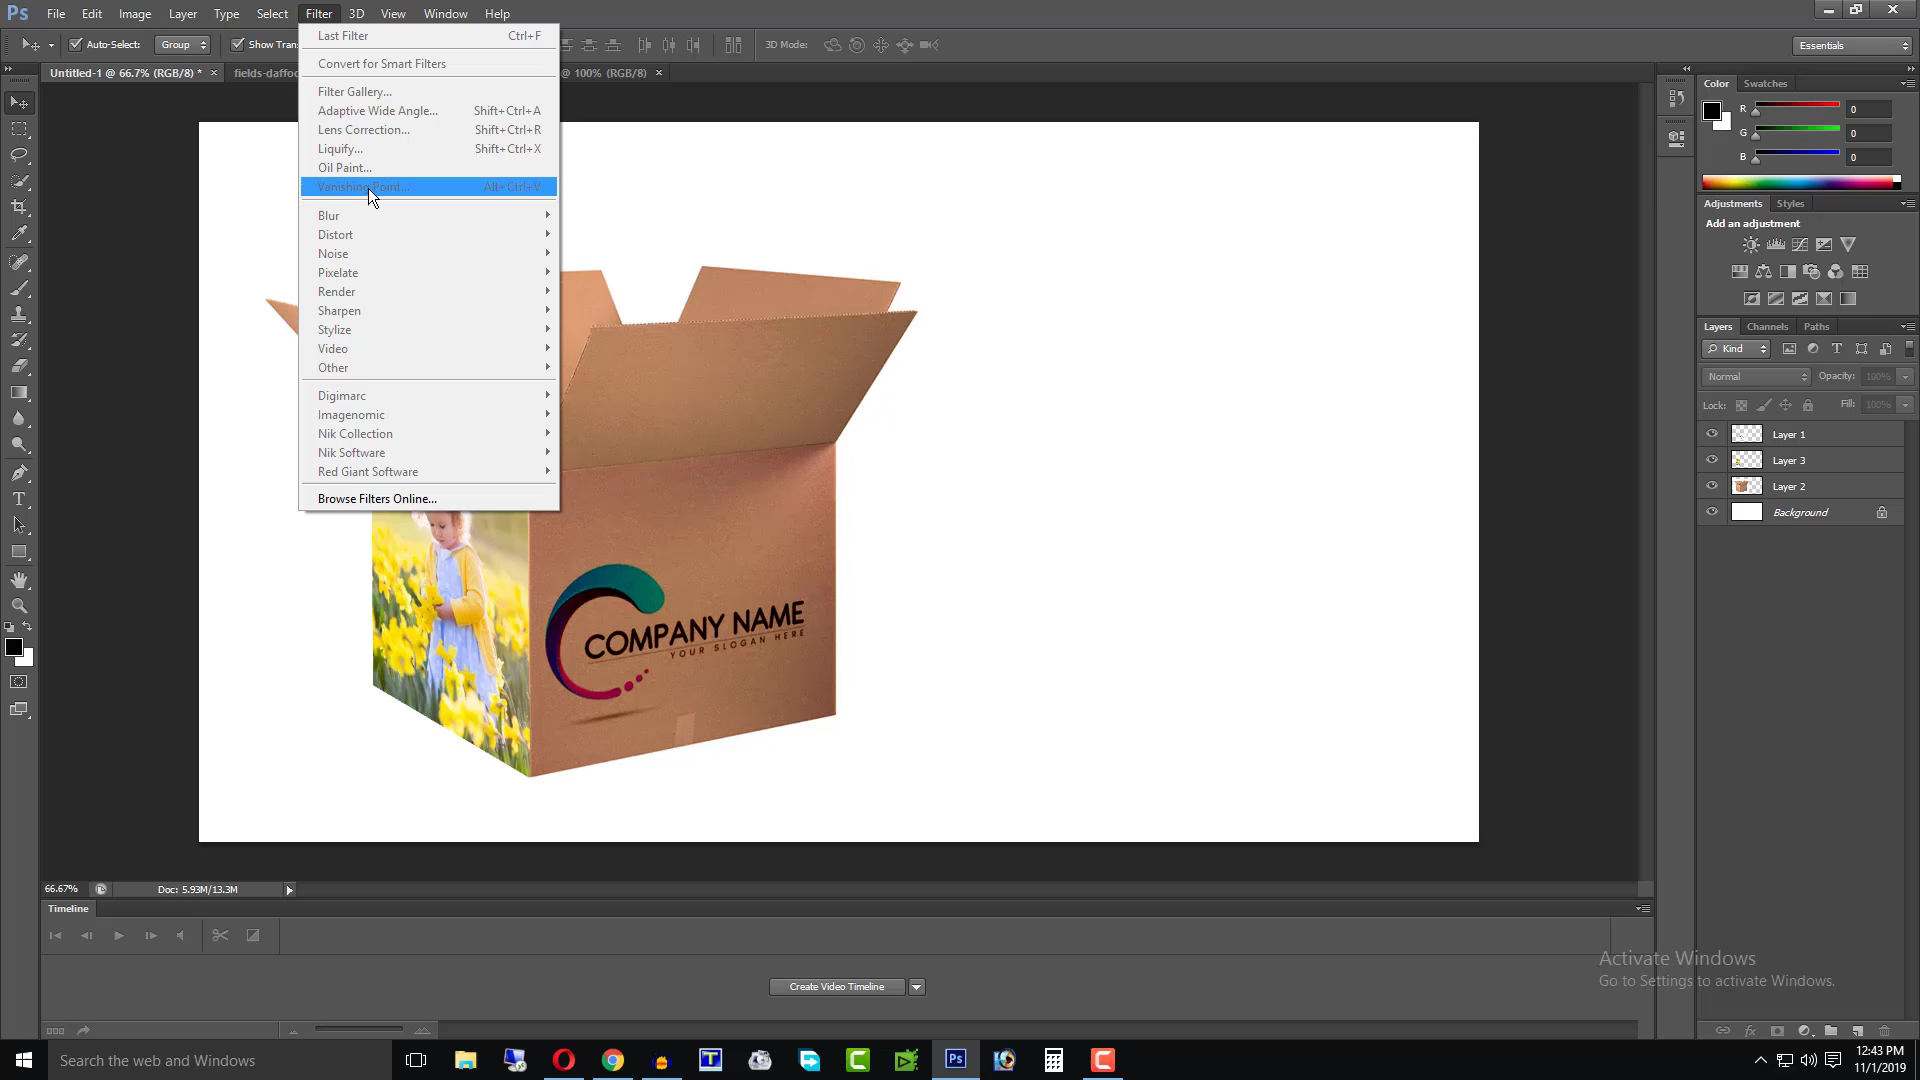 Ps File Edit Image Layer Type Select Filter 3D View Window Help
Auto-Select: Group Show Tran 3D Mode: Essentials
Untitled-1 @ 66.7% (RGB/8) * × fields-daffod @ 100% (RGB/8) ×
Last Filter Ctrl+F
Convert for Smart Filters
Filter Gallery...
Adaptive Wide Angle... Shift+Ctrl+A
Lens Correction... Shift+Ctrl+R
Liquify... Shift+Ctrl+X
Oil Paint...
Vanishing Point... Alt+Ctrl+V
Blur
Distort
Noise
Pixelate
Render
Sharpen
Stylize
Video
Other
Digimarc
Imagenomic
Nik Collection
Nik Software
Red Giant Software
Browse Filters Online...
COMPANY NAME
YOUR SLOGAN HERE
Color Swatches
R 0
G 0
B 0
Adjustments Styles
Add an adjustment
Layers Channels Paths
Kind
Normal Opacity: 100%
Lock: Fill: 100%
Layer 1
Layer 3
Layer 2
Background
66.67% Doc: 5.93M/13.3M
Timeline
Create Video Timeline
Activate Windows
Go to Settings to activate Windows.
Search the web and Windows
12:43 PM
11/1/2019